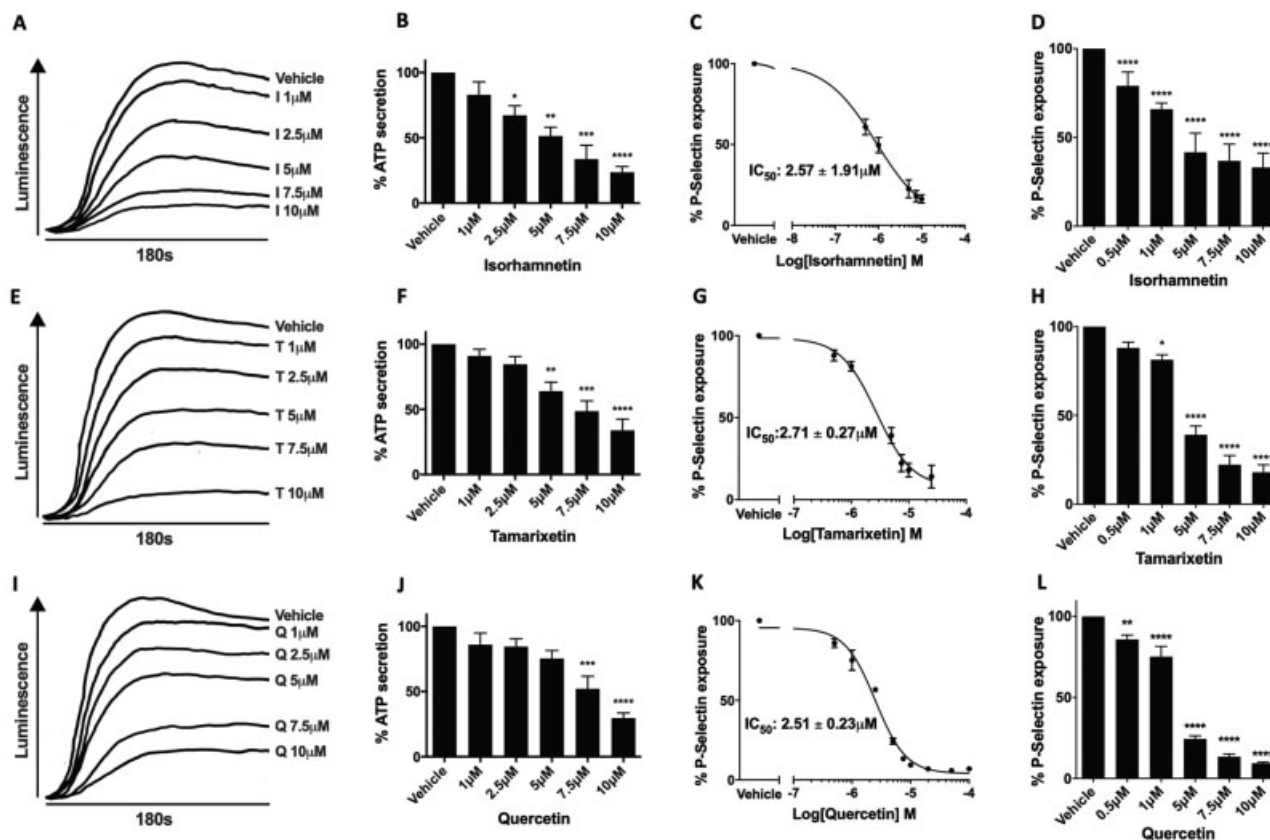 A
Luminescence
Vehicle
I 1µM
I 2.5µM
I 5µM
I 7.5µM
I 10µM
180s
B
% ATP secretion
100
50
0
Vehicle
1µM
2.5µM
5µM
7.5µM
10µM
*
**
***
****
Isorhamnetin
C
% P-Selectin exposure
100
50
0
IC50: 2.57 ± 1.91µM
Vehicle
-8
-7
-6
-5
-4
Log[Isorhamnetin] M
D
% P-Selectin exposure
100
50
0
****
****
****
****
****
Vehicle
0.5µM
1µM
5µM
7.5µM
10µM
Isorhamnetin
E
Luminescence
Vehicle
T 1µM
T 2.5µM
T 5µM
T 7.5µM
T 10µM
180s
F
% ATP secretion
100
50
0
**
***
****
Vehicle
1µM
2.5µM
5µM
7.5µM
10µM
Tamarixetin
G
% P-Selectin exposure
100
50
0
IC50:2.71 ± 0.27µM
Vehicle
-7
-6
-5
-4
Log[Tamarixetin] M
H
% P-Selectin exposure
100
50
0
*
****
****
****
Vehicle
0.5µM
1µM
5µM
7.5µM
10µM
Tamarixetin
I
Luminescence
Vehicle
Q 1µM
Q 2.5µM
Q 5µM
Q 7.5µM
Q 10µM
180s
J
% ATP secretion
100
50
0
***
****
Vehicle
1µM
2.5µM
5µM
7.5µM
10µM
Quercetin
K
% P-Selectin exposure
100
50
0
IC50: 2.51 ± 0.23µM
Vehicle
-7
-6
-5
-4
Log[Quercetin] M
L
% P-Selectin exposure
100
50
0
**
****
****
****
****
Vehicle
0.5µM
1µM
5µM
7.5µM
10µM
Quercetin